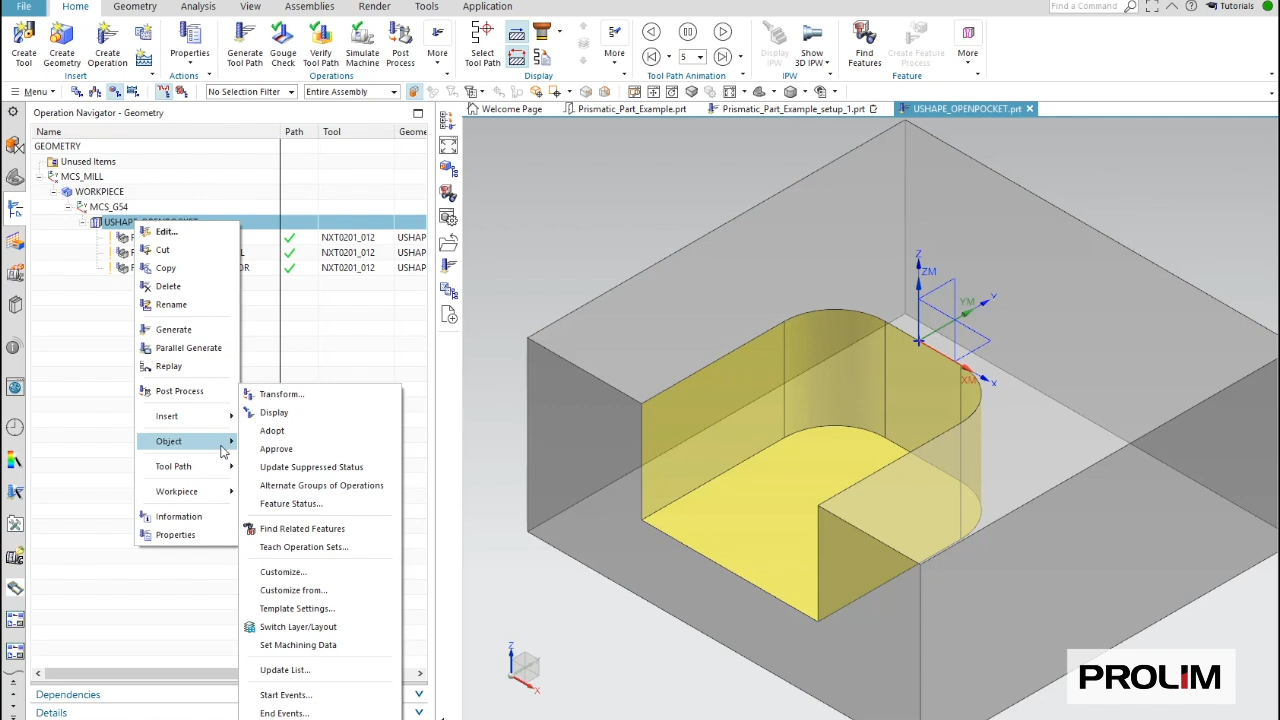 File Home Geometry Analysis View Assemblies Render Tools Application Find a Command Tutorials
Create Tool
Create Geometry
Create Operation
Properties
Generate Tool Path
Gouge Check
Verify Tool Path
Simulate Machine
Post Process
More
Select Tool Path
More
5
Display IPW
Show 3D IPW
Find Features
Create Feature Process
More
Insert Actions Operations Display Tool Path Animation IPW Feature
Menu No Selection Filter Entire Assembly
Operation Navigator - Geometry
Welcome Page Prismatic_Part_Example.prt Prismatic_Part_Example_setup_1.prt USHAPE_OPENPOCKET.prt
Name Path Tool Geome
GEOMETRY
Unused Items
MCS_MILL
WORKPIECE
MCS_G54
NXT0201_012 USHAP
L NXT0201_012 USHAP
OR NXT0201_012 USHAP
Edit...
Cut
Copy
Delete
Rename
Generate
Parallel Generate
Replay
Post Process
Insert
Object
Tool Path
Workpiece
Information
Properties
Transform...
Display
Adopt
Approve
Update Suppressed Status
Alternate Groups of Operations
Feature Status...
Find Related Features
Teach Operation Sets...
Customize...
Customize from...
Template Settings...
Switch Layer/Layout
Set Machining Data
Update List...
Start Events...
End Events...
Dependencies
Details
Z
ZM
YM
Y
XM
X
Z
X
PROLIM